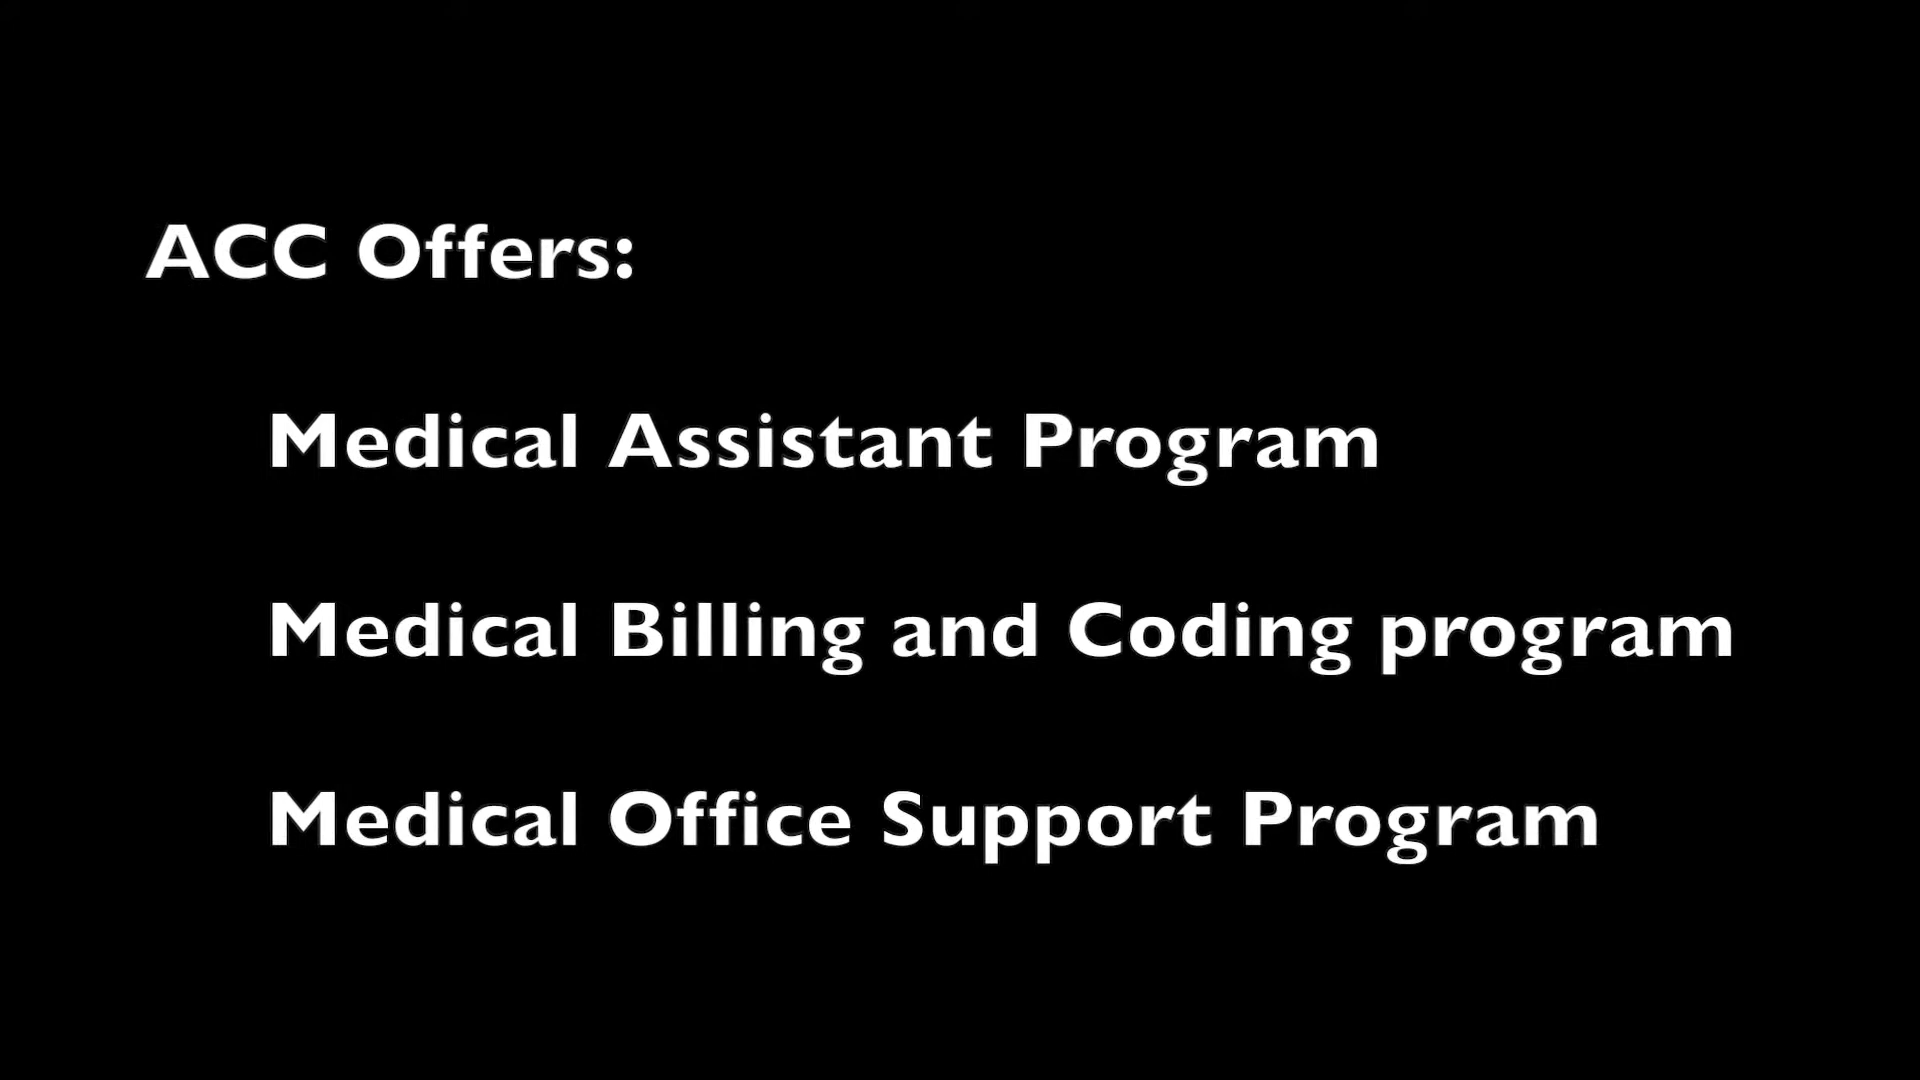 ACC Offers:
Medical Assistant Program
Medical Billing and Coding program
Medical Office Support Program